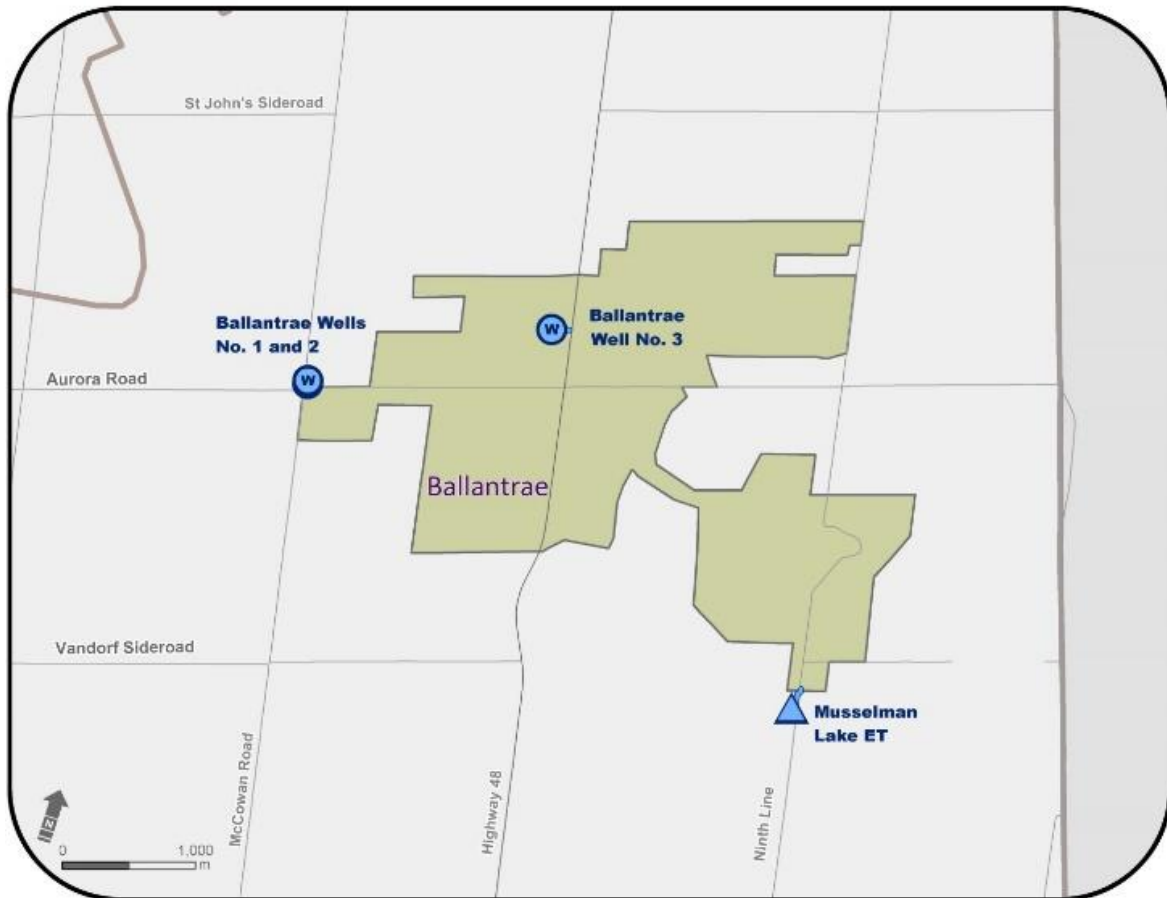 St John's Sideroad
Ballantrae Wells
No. 1 and 2
W
Ballantrae
Well No. 3
W
Aurora Road
Ballantrae
Vandorf Sideroad
Musselman
Lake ET
McCowan Road
Highway 48
Ninth Line
N
0 1,000
m